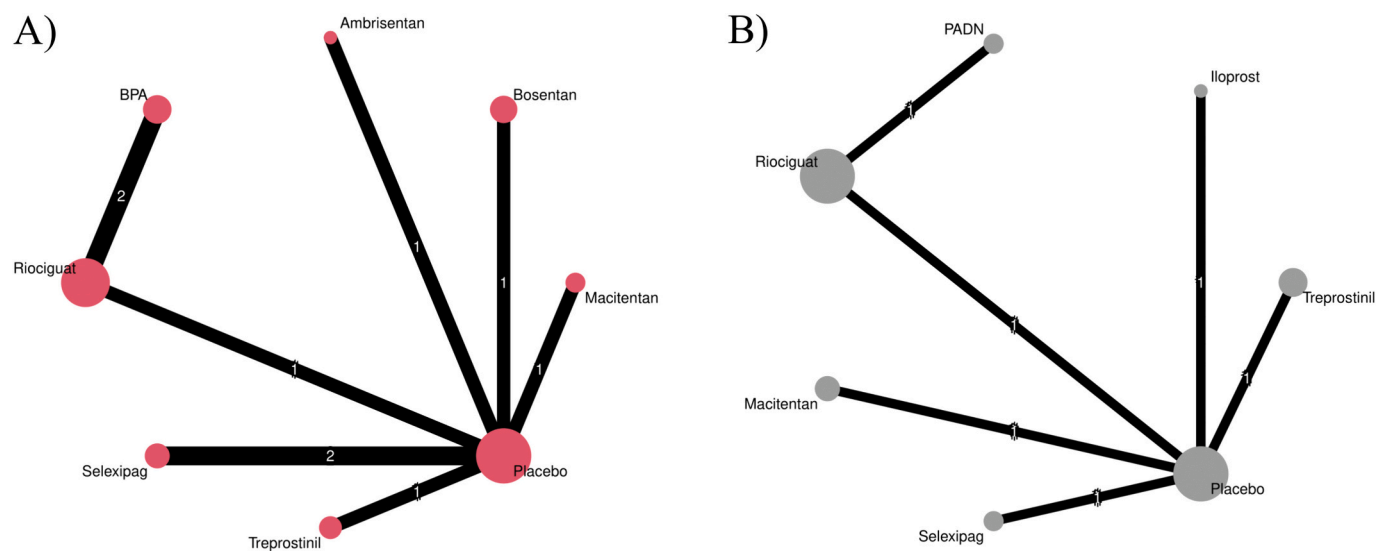 A)
Ambrisentan
BPA
Bosentan
2
1
1
Riociguat
Macitentan
1
1
2
Selexipag
Placebo
1
Treprostinil
B)
PADN
Iloprost
1
Riociguat
1
Treprostinil
1
1
Macitentan
1
Placebo
1
Selexipag